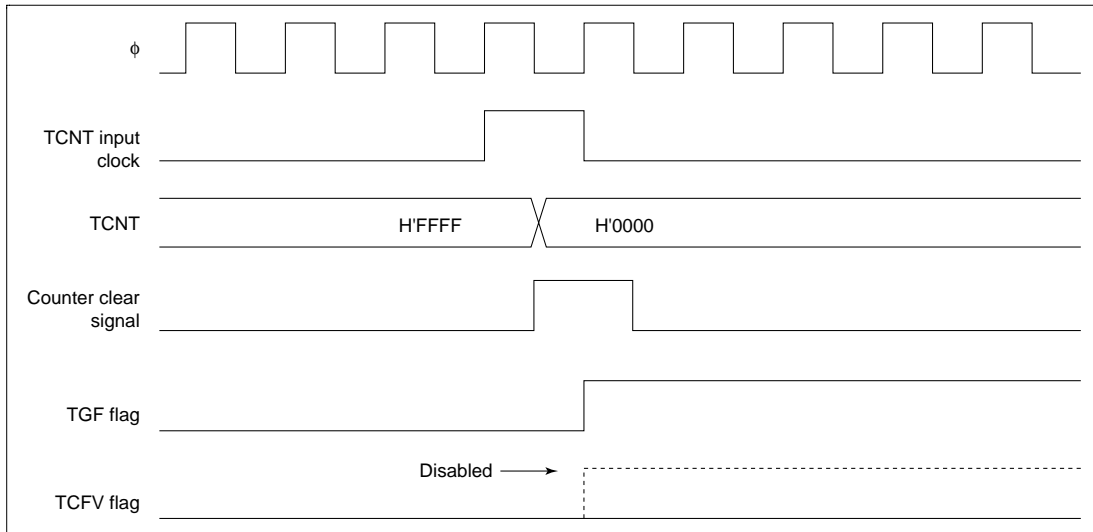 ϕ
TCNT input
clock
TCNT
H'FFFF
H'0000
Counter clear
signal
TGF flag
Disabled
TCFV flag